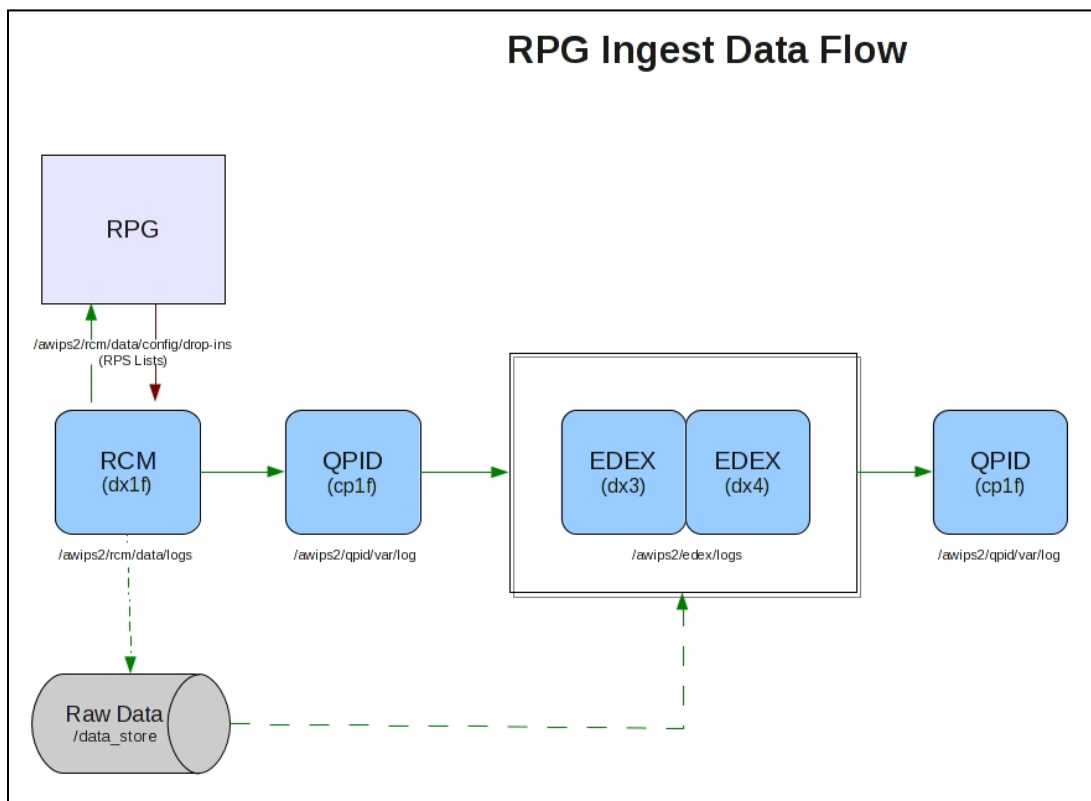 RPG Ingest Data Flow
RPG
/awips2/rcm/data/config/drop-ins
(RPS Lists)
RCM
(dx1f)
/awips2/rcm/data/logs
QPID
(cp1f)
/awips2/qpid/var/log
EDEX
(dx3)
EDEX
(dx4)
/awips2/edex/logs
QPID
(cp1f)
/awips2/qpid/var/log
Raw Data
/data_store